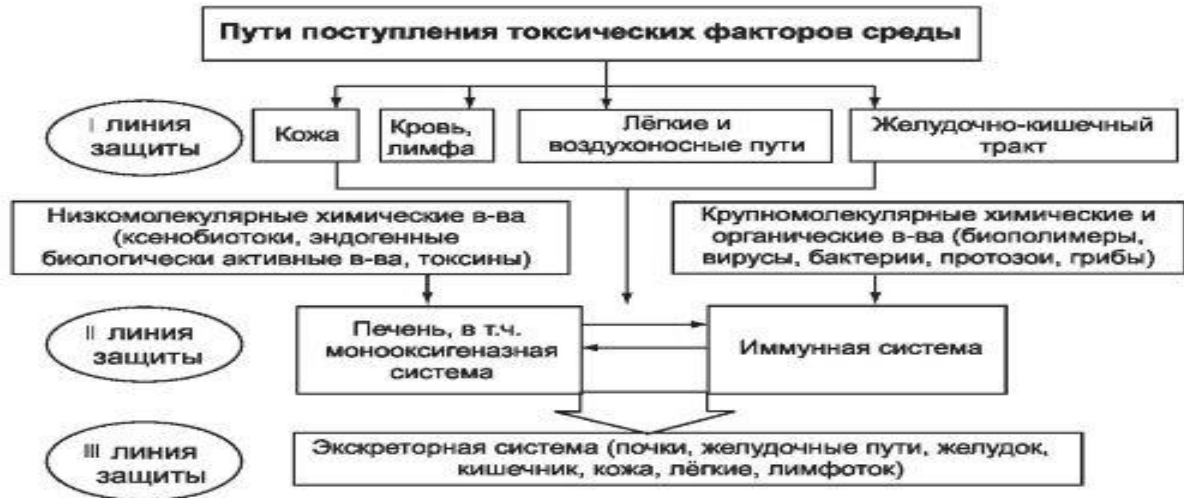 Пути поступления токсических факторов среды
I линия
защиты
Кожа
Кровь,
лимфа
Лёгкие и
воздухоносные пути
Желудочно-кишечный
тракт
Низкомолекулярные химические в-ва
(ксенобиотоки, эндогенные
биологически активные в-ва, токсины)
Крупномолекулярные химические и
органические в-ва (биополимеры,
вирусы, бактерии, протозои, грибы)
II линия
защиты
Печень, в т.ч.
монооксигеназная
система
Иммунная система
III линия
защиты
Экскреторная система (почки, желудочные пути, желудок,
кишечник, кожа, лёгкие, лимфоток)